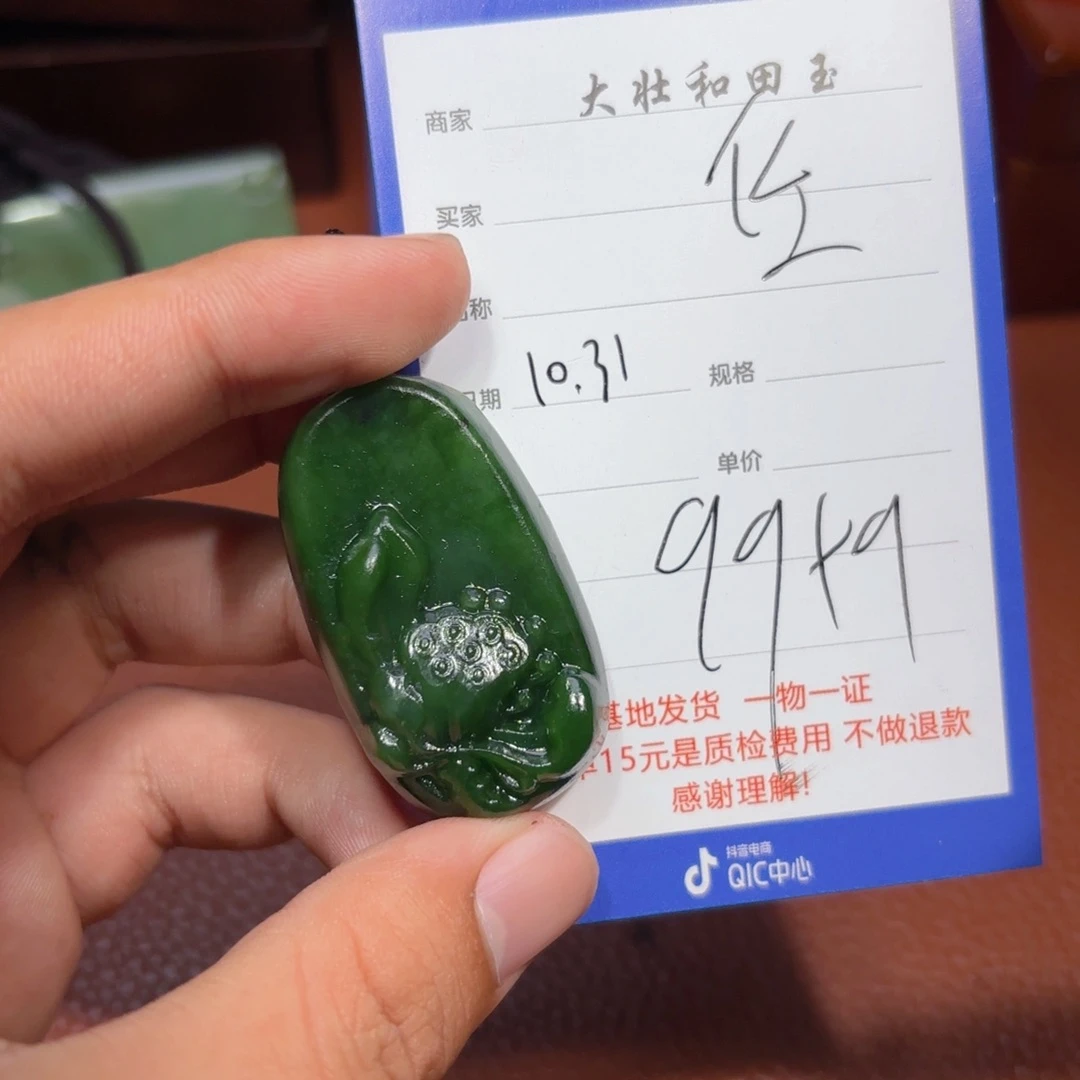 商家 大壮和田玉
买家
称
期 10.31 规格
单价
99+9
基地发货 一物一证
15元是质检费用 不做退款
感谢理解!
抖音电商
QIC中心